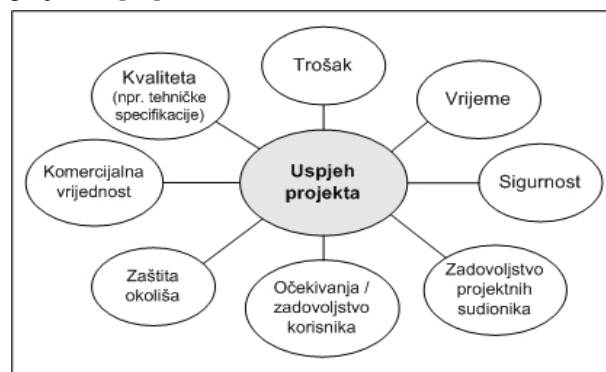 Trošak
Kvaliteta
(npr. tehničke
specifikacije)
Vrijeme
Komercijalna
vrijednost
Uspjeh
projekta
Sigurnost
Zaštita
okoliša
Očekivanja /
zadovoljstvo
korisnika
Zadovoljstvo
projektnih
sudionika